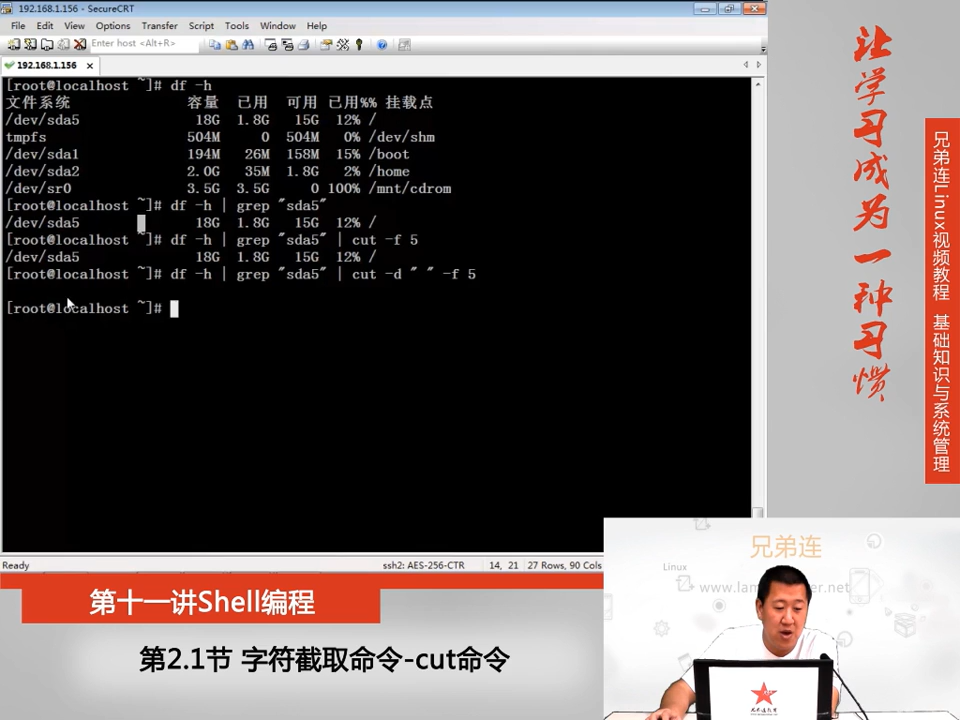 192.168.1.156 - SecureCRT
File Edit View Options Transfer Script Tools Window Help
Enter host <Alt+R>
192.168.1.156
[root@localhost ~]# df -h
文件系统 容量 已用 可用 已用%% 挂载点
/dev/sda5 18G 1.8G 15G 12% /
tmpfs 504M 0 504M 0% /dev/shm
/dev/sda1 194M 26M 158M 15% /boot
/dev/sda2 2.0G 35M 1.8G 2% /home
/dev/sr0 3.5G 3.5G 0 100% /mnt/cdrom
[root@localhost ~]# df -h | grep "sda5"
/dev/sda5 18G 1.8G 15G 12% /
[root@localhost ~]# df -h | grep "sda5" | cut -f 5
/dev/sda5 18G 1.8G 15G 12% /
[root@localhost ~]# df -h | grep "sda5" | cut -d " " -f 5
[root@localhost ~]#
Ready ssh2: AES-256-CTR 14, 21 27 Rows, 90 Cols
让学习成为一种习惯
兄弟连Linux视频教程 基础知识与系统管理
第十一讲Shell编程
第2.1节 字符截取命令-cut命令
兄弟连
Linux